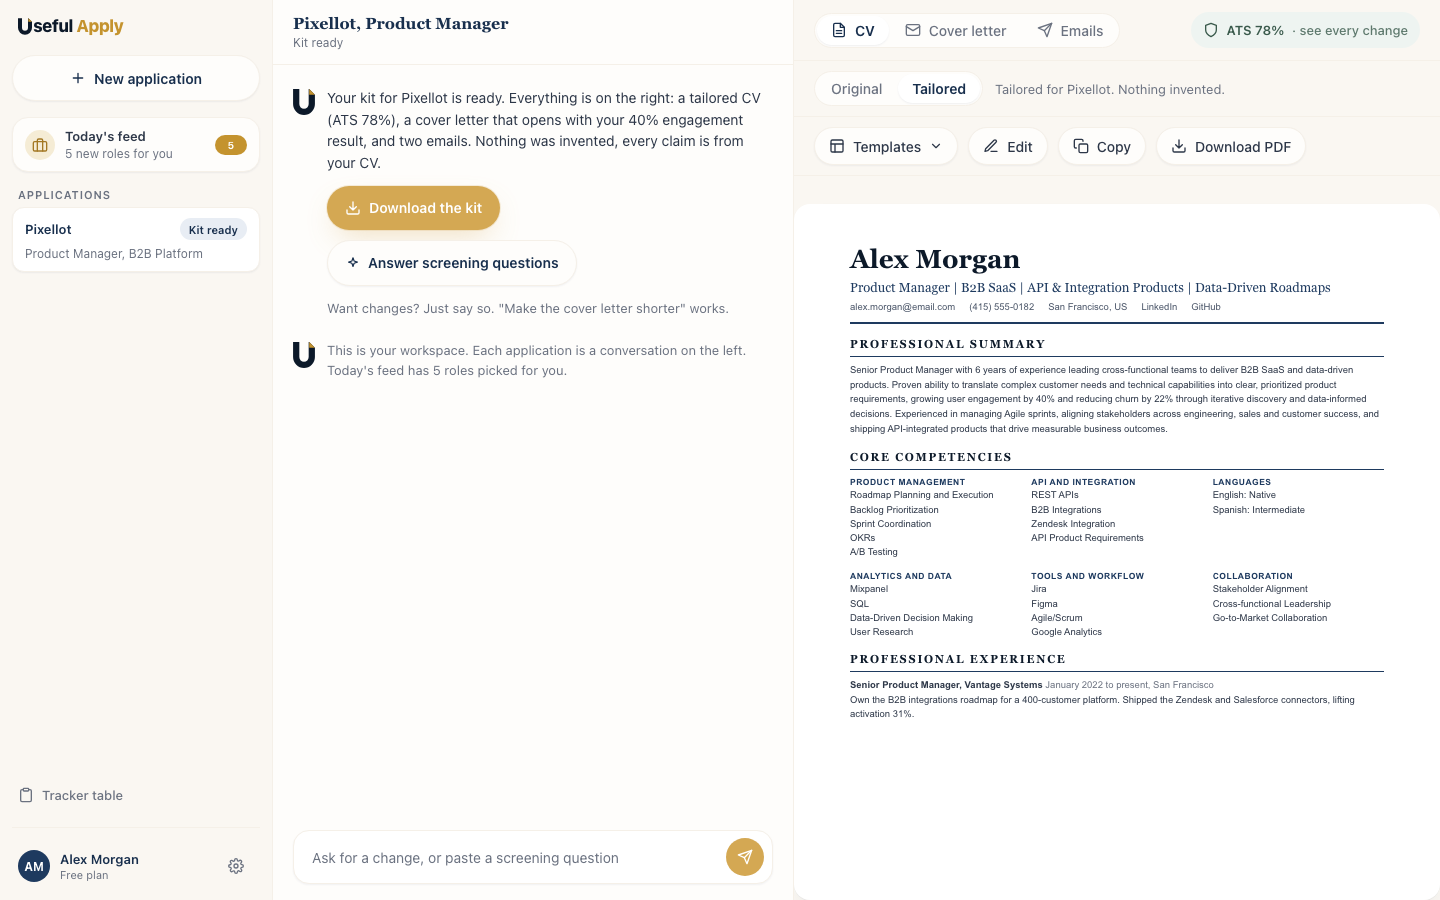 Useful Apply
New application
Today's feed
5 new roles for you
5
APPLICATIONS
Pixellot
Kit ready
Product Manager, B2B Platform
Tracker table
AM
Alex Morgan
Free plan
Pixellot, Product Manager
Kit ready
Your kit for Pixellot is ready. Everything is on the right: a tailored CV
(ATS 78%), a cover letter that opens with your 40% engagement
result, and two emails. Nothing was invented, every claim is from
your CV.
Download the kit
Answer screening questions
Want changes? Just say so. "Make the cover letter shorter" works.
This is your workspace. Each application is a conversation on the left.
Today's feed has 5 roles picked for you.
Ask for a change, or paste a screening question
CV
Cover letter
Emails
ATS 78% · see every change
Original
Tailored
Tailored for Pixellot. Nothing invented.
Templates
Edit
Copy
Download PDF
Alex Morgan
Product Manager | B2B SaaS | API & Integration Products | Data-Driven Roadmaps
alex.morgan@email.com (415) 555-0182 San Francisco, US LinkedIn GitHub
PROFESSIONAL SUMMARY
Senior Product Manager with 6 years of experience leading cross-functional teams to deliver B2B SaaS and data-driven
products. Proven ability to translate complex customer needs and technical capabilities into clear, prioritized product
requirements, growing user engagement by 40% and reducing churn by 22% through iterative discovery and data-informed
decisions. Experienced in managing Agile sprints, aligning stakeholders across engineering, sales and customer success, and
shipping API-integrated products that drive measurable business outcomes.
CORE COMPETENCIES
PRODUCT MANAGEMENT
Roadmap Planning and Execution
Backlog Prioritization
Sprint Coordination
OKRs
A/B Testing
API AND INTEGRATION
REST APIs
B2B Integrations
Zendesk Integration
API Product Requirements
LANGUAGES
English: Native
Spanish: Intermediate
ANALYTICS AND DATA
Mixpanel
SQL
Data-Driven Decision Making
User Research
TOOLS AND WORKFLOW
Jira
Figma
Agile/Scrum
Google Analytics
COLLABORATION
Stakeholder Alignment
Cross-functional Leadership
Go-to-Market Collaboration
PROFESSIONAL EXPERIENCE
Senior Product Manager, Vantage Systems January 2022 to present, San Francisco
Own the B2B integrations roadmap for a 400-customer platform. Shipped the Zendesk and Salesforce connectors, lifting
activation 31%.